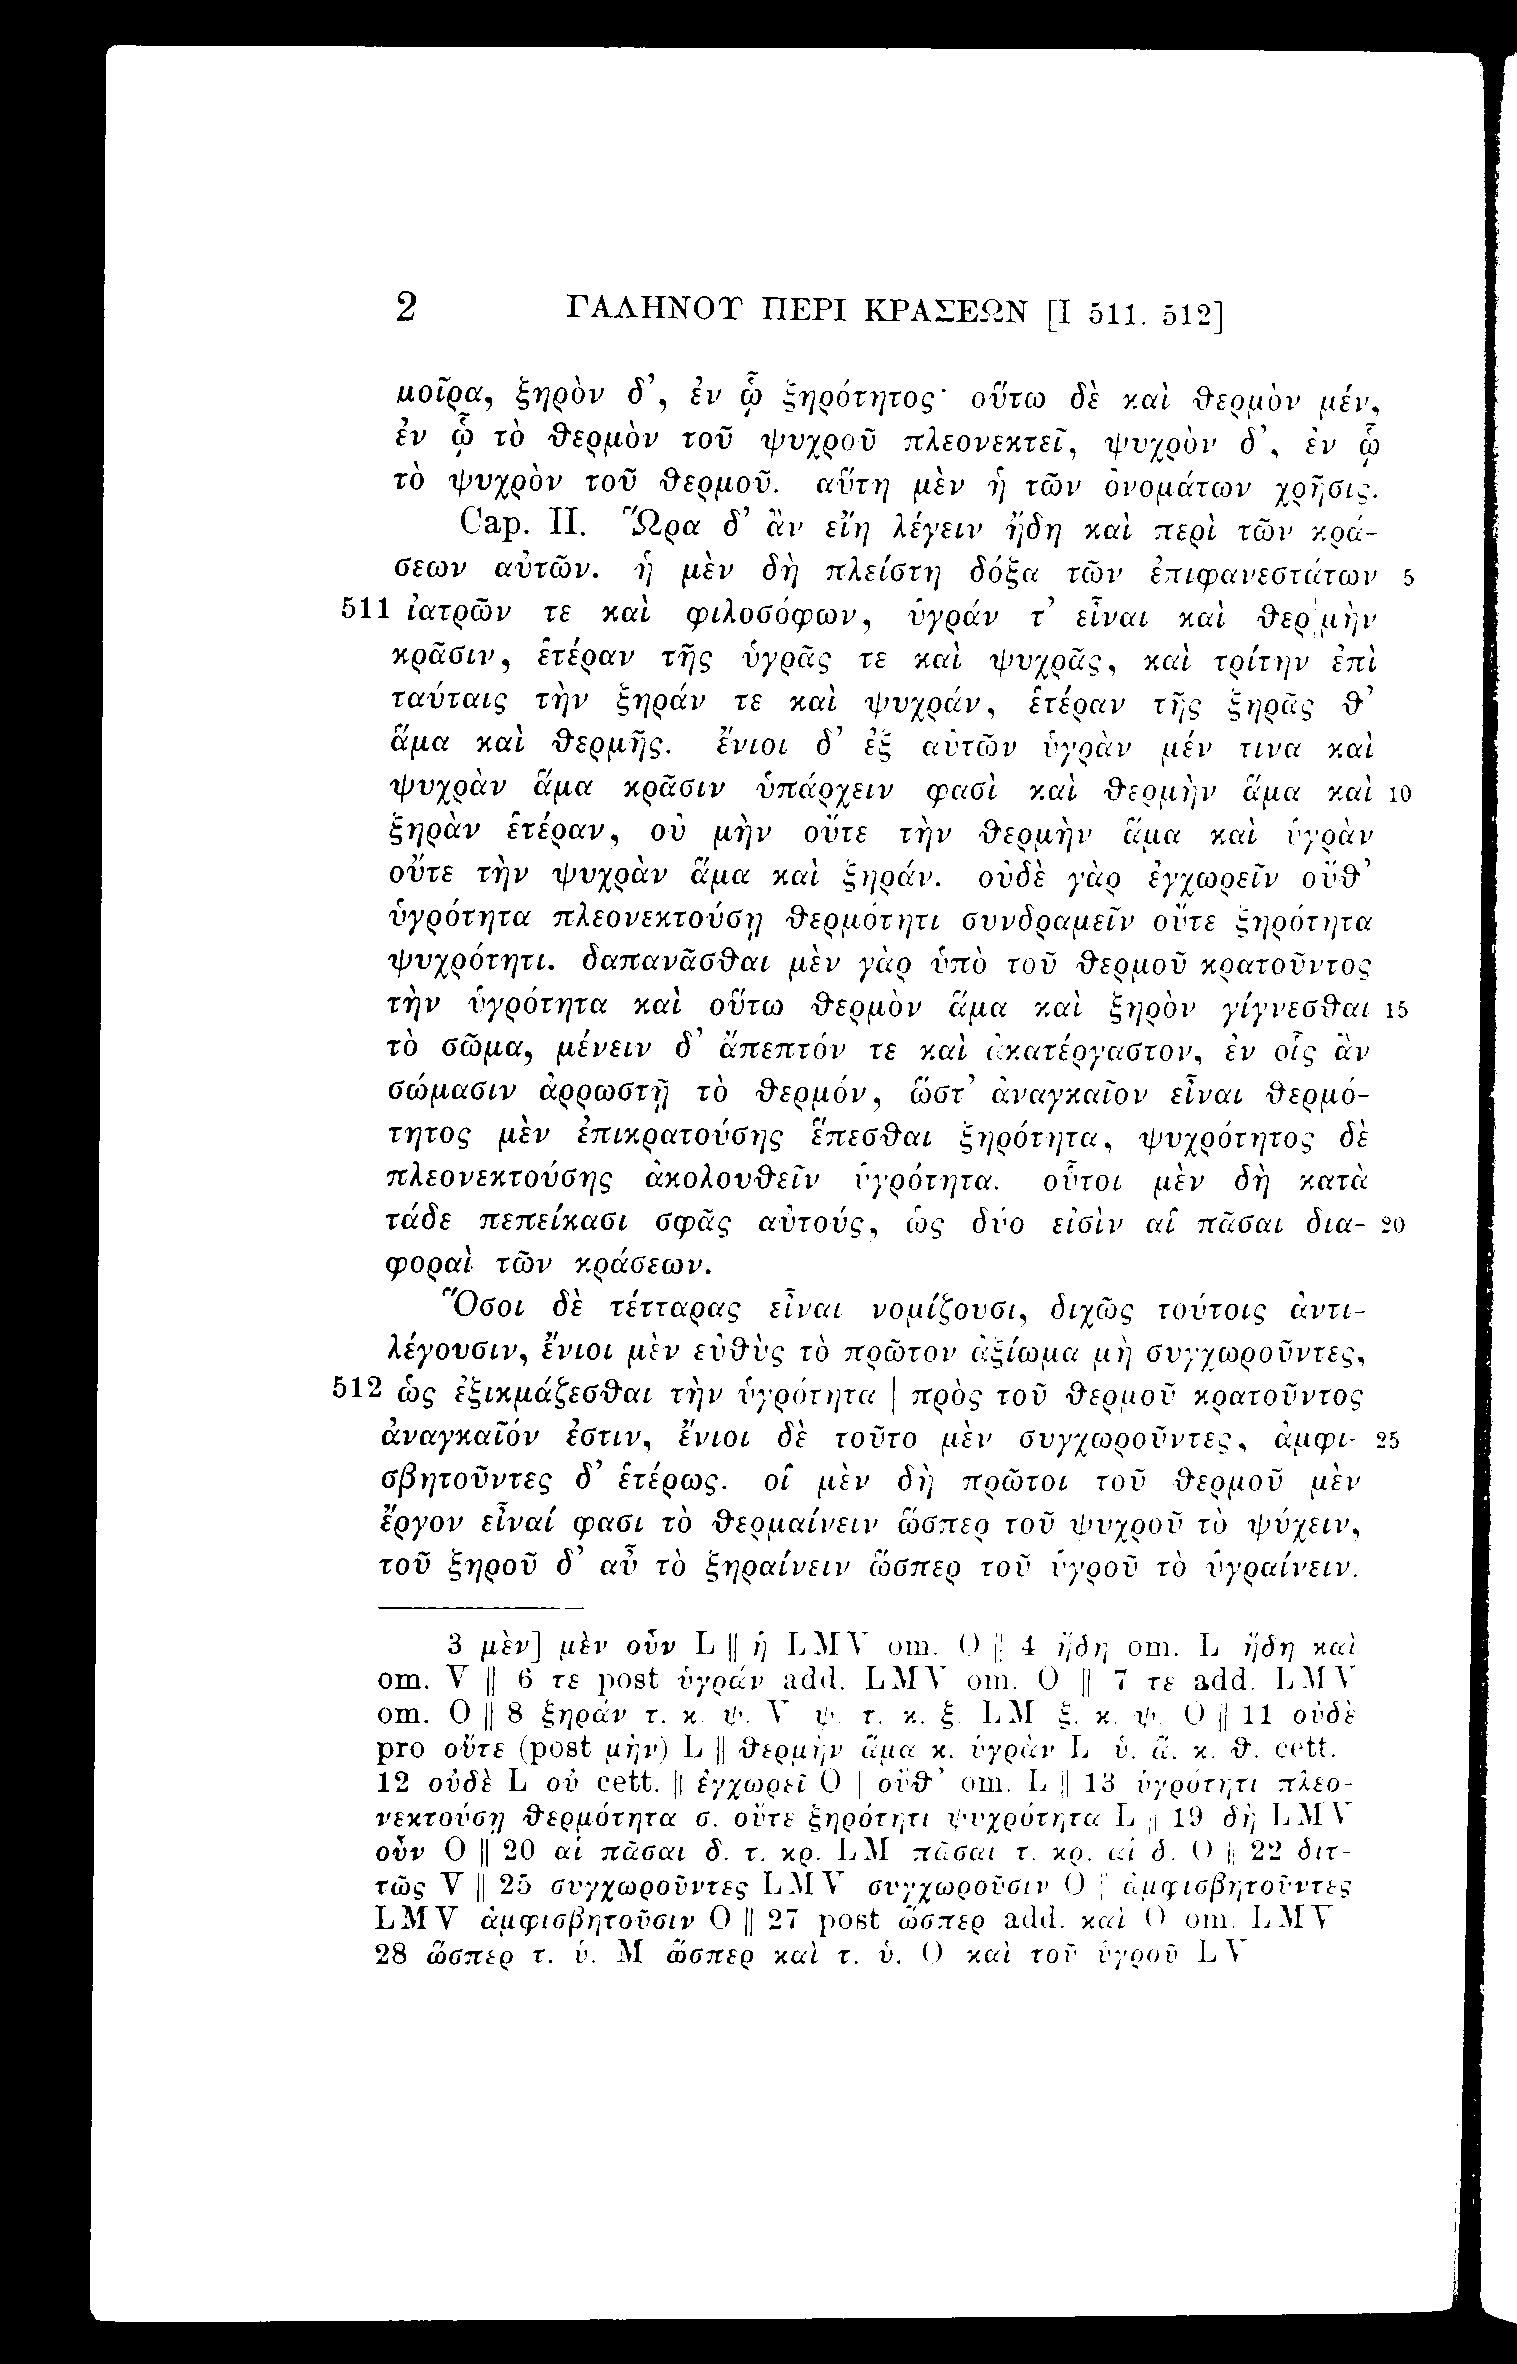 2 ΓΑΛΗΝΟΥ ΠΕΡΙ ΚΡΑΣΕΩΝ [I 511. 512]
μοῖρα, ξηρὸν δ’, ἐν ᾧ ξηρότητος· οὕτω δὲ καὶ θερμὸν μέν,
ἐν ᾧ τὸ θερμὸν τοῦ ψυχροῦ πλεονεκτεῖ, ψυχρὸν δ’, ἐν ᾧ
τὸ ψυχρὸν τοῦ θερμοῦ. αὕτη μὲν ἡ τῶν ὀνομάτων χρῆσις.
Cap. II. Ὥρα δ’ ἂν εἴη λέγειν ἤδη καὶ περὶ τῶν κρά-
σεων αὐτῶν. ἡ μὲν δὴ πλείστη δόξα τῶν ἐπιφανεστάτων 5
511 ἰατρῶν τε καὶ φιλοσόφων, ὑγράν τ’ εἶναι καὶ θερ|μὴν
κρᾶσιν, ἑτέραν τῆς ὑγρᾶς τε καὶ ψυχρᾶς, καὶ τρίτην ἐπὶ
ταύταις τὴν ξηράν τε καὶ ψυχράν, ἑτέραν τῆς ξηρᾶς θ’
ἅμα καὶ θερμῆς. ἔνιοι δ’ ἐξ αὐτῶν ὑγρὰν μέν τινα καὶ
ψυχρὰν ἅμα κρᾶσιν ὑπάρχειν φασὶ καὶ θερμὴν ἅμα καὶ 10
ξηρὰν ἑτέραν, οὐ μὴν οὔτε τὴν θερμὴν ἅμα καὶ ὑγρὰν
οὔτε τὴν ψυχρὰν ἅμα καὶ ξηράν. οὐδὲ γὰρ ἐγχωρεῖν οὔθ’
ὑγρότητα πλεονεκτούσῃ θερμότητι συνδραμεῖν οὔτε ξηρότητα
ψυχρότητι. δαπανᾶσθαι μὲν γὰρ ὑπὸ τοῦ θερμοῦ κρατοῦντος
τὴν ὑγρότητα καὶ οὕτω θερμὸν ἅμα καὶ ξηρὸν γίγνεσθαι 15
τὸ σῶμα, μένειν δ’ ἄπεπτόν τε καὶ ἀκατέργαστον, ἐν οἷς ἂν
σώμασιν ἀρρωστῇ τὸ θερμόν, ὥστ’ ἀναγκαῖον εἶναι θερμό-
τητος μὲν ἐπικρατούσης ἕπεσθαι ξηρότητα, ψυχρότητος δὲ
πλεονεκτούσης ἀκολουθεῖν ὑγρότητα. οὗτοι μὲν δὴ κατὰ
τάδε πεπείκασι σφᾶς αὐτούς, ὡς δύο εἰσὶν αἱ πᾶσαι δια- 20
φοραὶ τῶν κράσεων.
Ὅσοι δὲ τέτταρας εἶναι νομίζουσι, διχῶς τούτοις ἀντι-
λέγουσιν, ἔνιοι μὲν εὐθὺς τὸ πρῶτον ἀξίωμα μὴ συγχωροῦντες,
512 ὡς ἐξικμάζεσθαι τὴν ὑγρότητα | πρὸς τοῦ θερμοῦ κρατοῦντος
ἀναγκαῖόν ἐστιν, ἔνιοι δὲ τοῦτο μὲν συγχωροῦντες, ἀμφι- 25
σβητοῦντες δ’ ἑτέρως. οἱ μὲν δὴ πρῶτοι τοῦ θερμοῦ μὲν
ἔργον εἶναί φασι τὸ θερμαίνειν ὥσπερ τοῦ ψυχροῦ τὸ ψύχειν,
τοῦ ξηροῦ δ’ αὖ τὸ ξηραίνειν ὥσπερ τοῦ ὑγροῦ τὸ ὑγραίνειν.
3 μὲν] μὲν οὖν L || ἡ LMV om. O || 4 ἤδη om. L ἤδη καὶ
om. V || 6 τε post ὑγράν add. LMV om. O || 7 τε add. LMV
om. O || 8 ξηράν τ. κ. ψ. V ψ. τ. κ. ξ. LM ξ. κ. ψ. O || 11 οὐδὲ
pro οὔτε (post μὴν) L || θερμὴν ἅμα κ. ὑγρὰν L ὑ. ἅ. κ. θ. cett.
12 οὐδὲ L οὐ cett. || ἐγχωρεῖ O | οὔθ’ om. L || 13 ὑγρότητι πλεο-
νεκτούσῃ θερμότητα σ. οὔτε ξηρότητι ψυχρότητα L || 19 δὴ LMV
οὖν O || 20 αἱ πᾶσαι δ. τ. κρ. LM πᾶσαι τ. κρ. αἱ δ. O || 22 διτ-
τῶς V || 25 συγχωροῦντες LMV συγχωροῦσιν O | ἀμφισβητοῦντες
LMV ἀμφισβητοῦσιν O || 27 post ὥσπερ add. καὶ O om. LMV
28 ὥσπερ τ. ὑ. M ὥσπερ καὶ τ. ὑ. O καὶ τοῦ ὑγροῦ LV